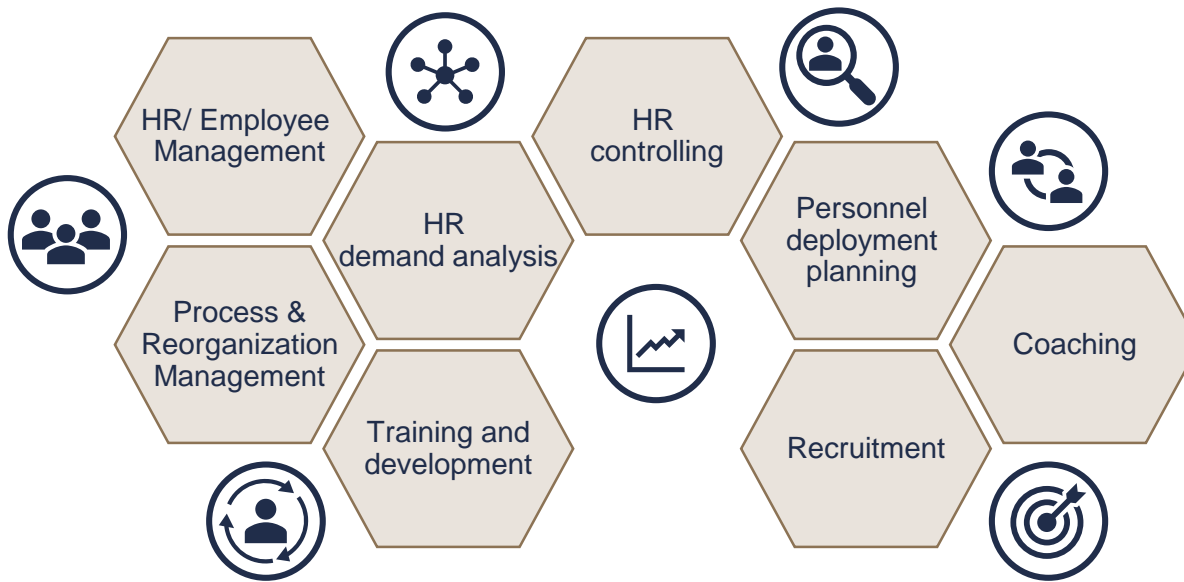 HR/ Employee
Management
HR
demand analysis
HR
controlling
Personnel
deployment
planning
Process &
Reorganization
Management
Training and
development
Coaching
Recruitment